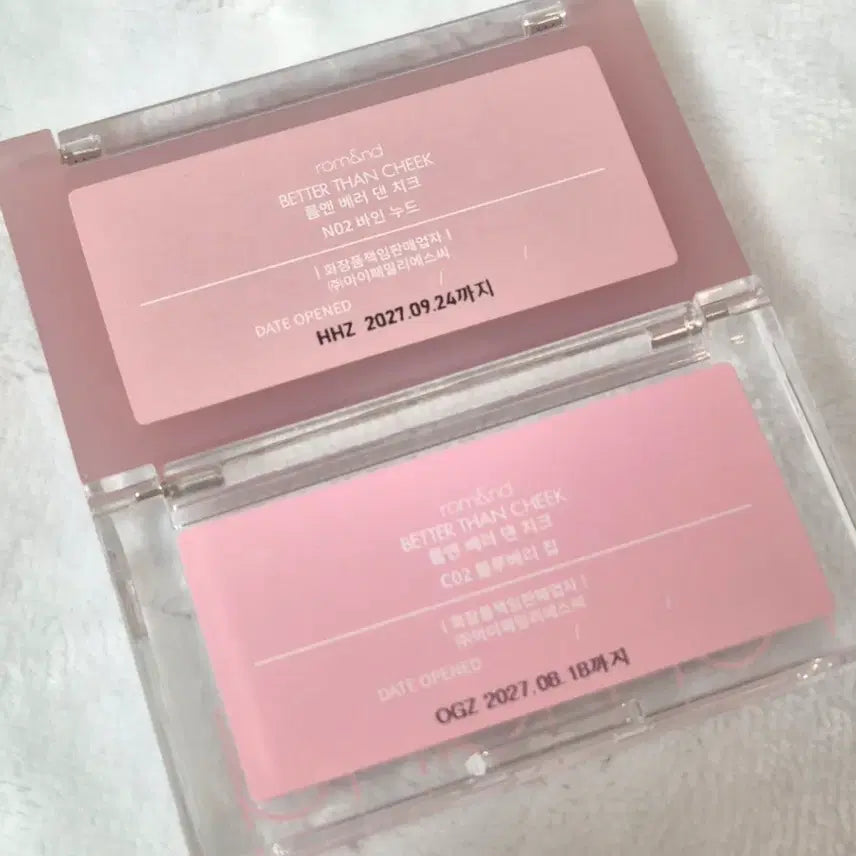 rom&nd
BETTER THAN CHEEK
롬앤 베러 댄 치크
N02 바인 누드
| 화장품책임판매업자 |
㈜아이패밀리에스씨
DATE OPENED / /
HHZ 2027.09.24까지
rom&nd
BETTER THAN CHEEK
롬앤 베러 댄 치크
C02 블루베리 칩
| 화장품책임판매업자 |
㈜아이패밀리에스씨
DATE OPENED / /
OGZ 2027.08.18까지